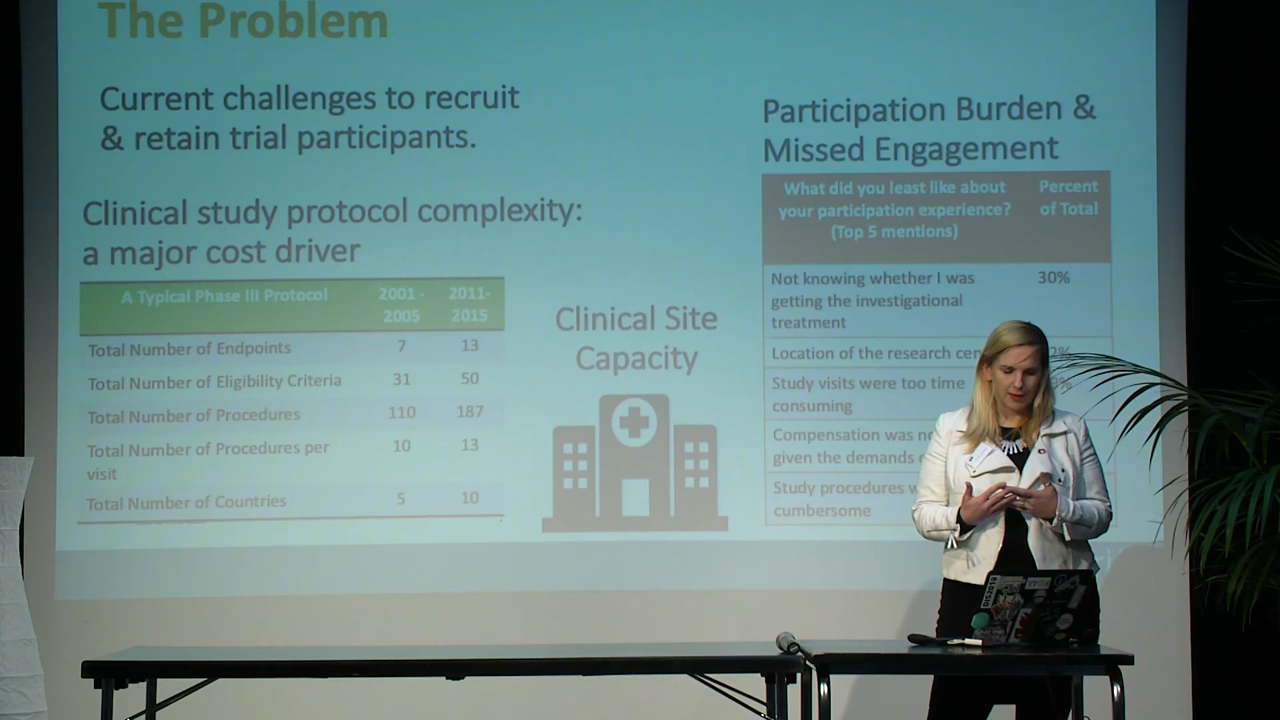 The Problem
Current challenges to recruit
& retain trial participants.
Clinical study protocol complexity:
a major cost driver
A Typical Phase III Protocol 2001 - 2005 2011- 2015
Total Number of Endpoints 7 13
Total Number of Eligibility Criteria 31 50
Total Number of Procedures 110 187
Total Number of Procedures per
visit 10 13
Total Number of Countries 5 10
Clinical Site
Capacity
Participation Burden &
Missed Engagement
What did you least like about Percent
your participation experience? of Total
(Top 5 mentions)
Not knowing whether I was 30%
getting the investigational
treatment
Location of the research
Study visits were too time
consuming
Compensation was
given the demands
Study procedures
cumbersome